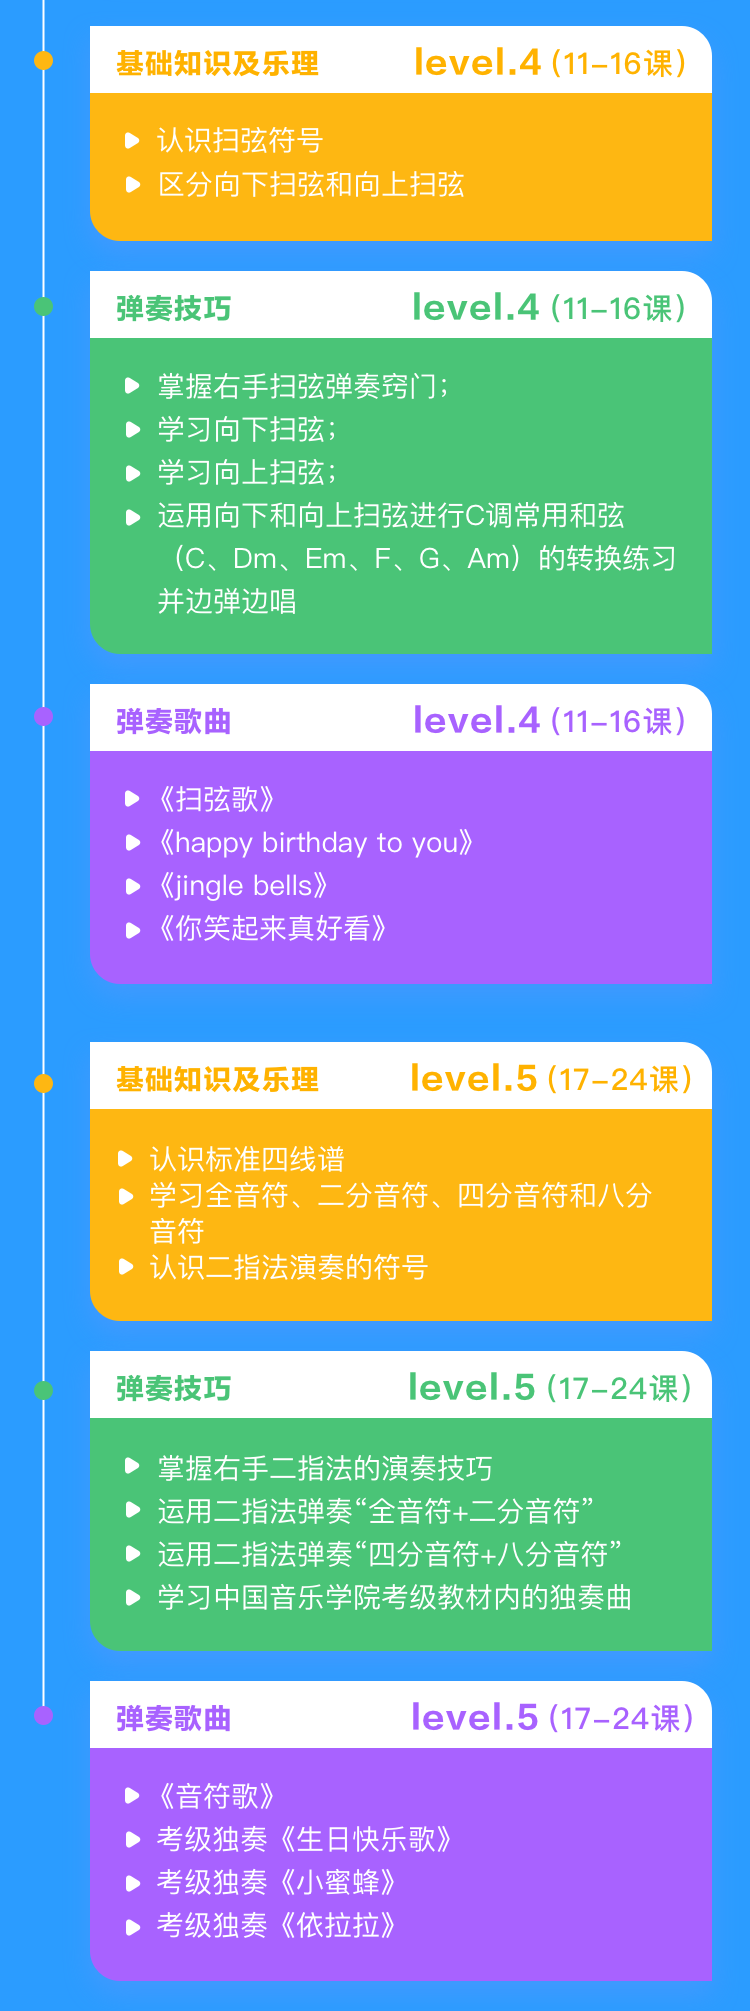 基础知识及乐理 level.4 (11-16课)
认识扫弦符号
区分向下扫弦和向上扫弦
弹奏技巧 level.4 (11-16课)
掌握右手扫弦弹奏窍门；
学习向下扫弦；
学习向上扫弦；
运用向下和向上扫弦进行C调常用和弦
（C、Dm、Em、F、G、Am）的转换练习
并边弹边唱
弹奏歌曲 level.4 (11-16课)
《扫弦歌》
《happy birthday to you》
《jingle bells》
《你笑起来真好看》
基础知识及乐理 level.5 (17-24课)
认识标准四线谱
学习全音符、二分音符、四分音符和八分
音符
认识二指法演奏的符号
弹奏技巧 level.5 (17-24课)
掌握右手二指法的演奏技巧
运用二指法弹奏“全音符+二分音符”
运用二指法弹奏“四分音符+八分音符”
学习中国音乐学院考级教材内的独奏曲
弹奏歌曲 level.5 (17-24课)
《音符歌》
考级独奏《生日快乐歌》
考级独奏《小蜜蜂》
考级独奏《依拉拉》